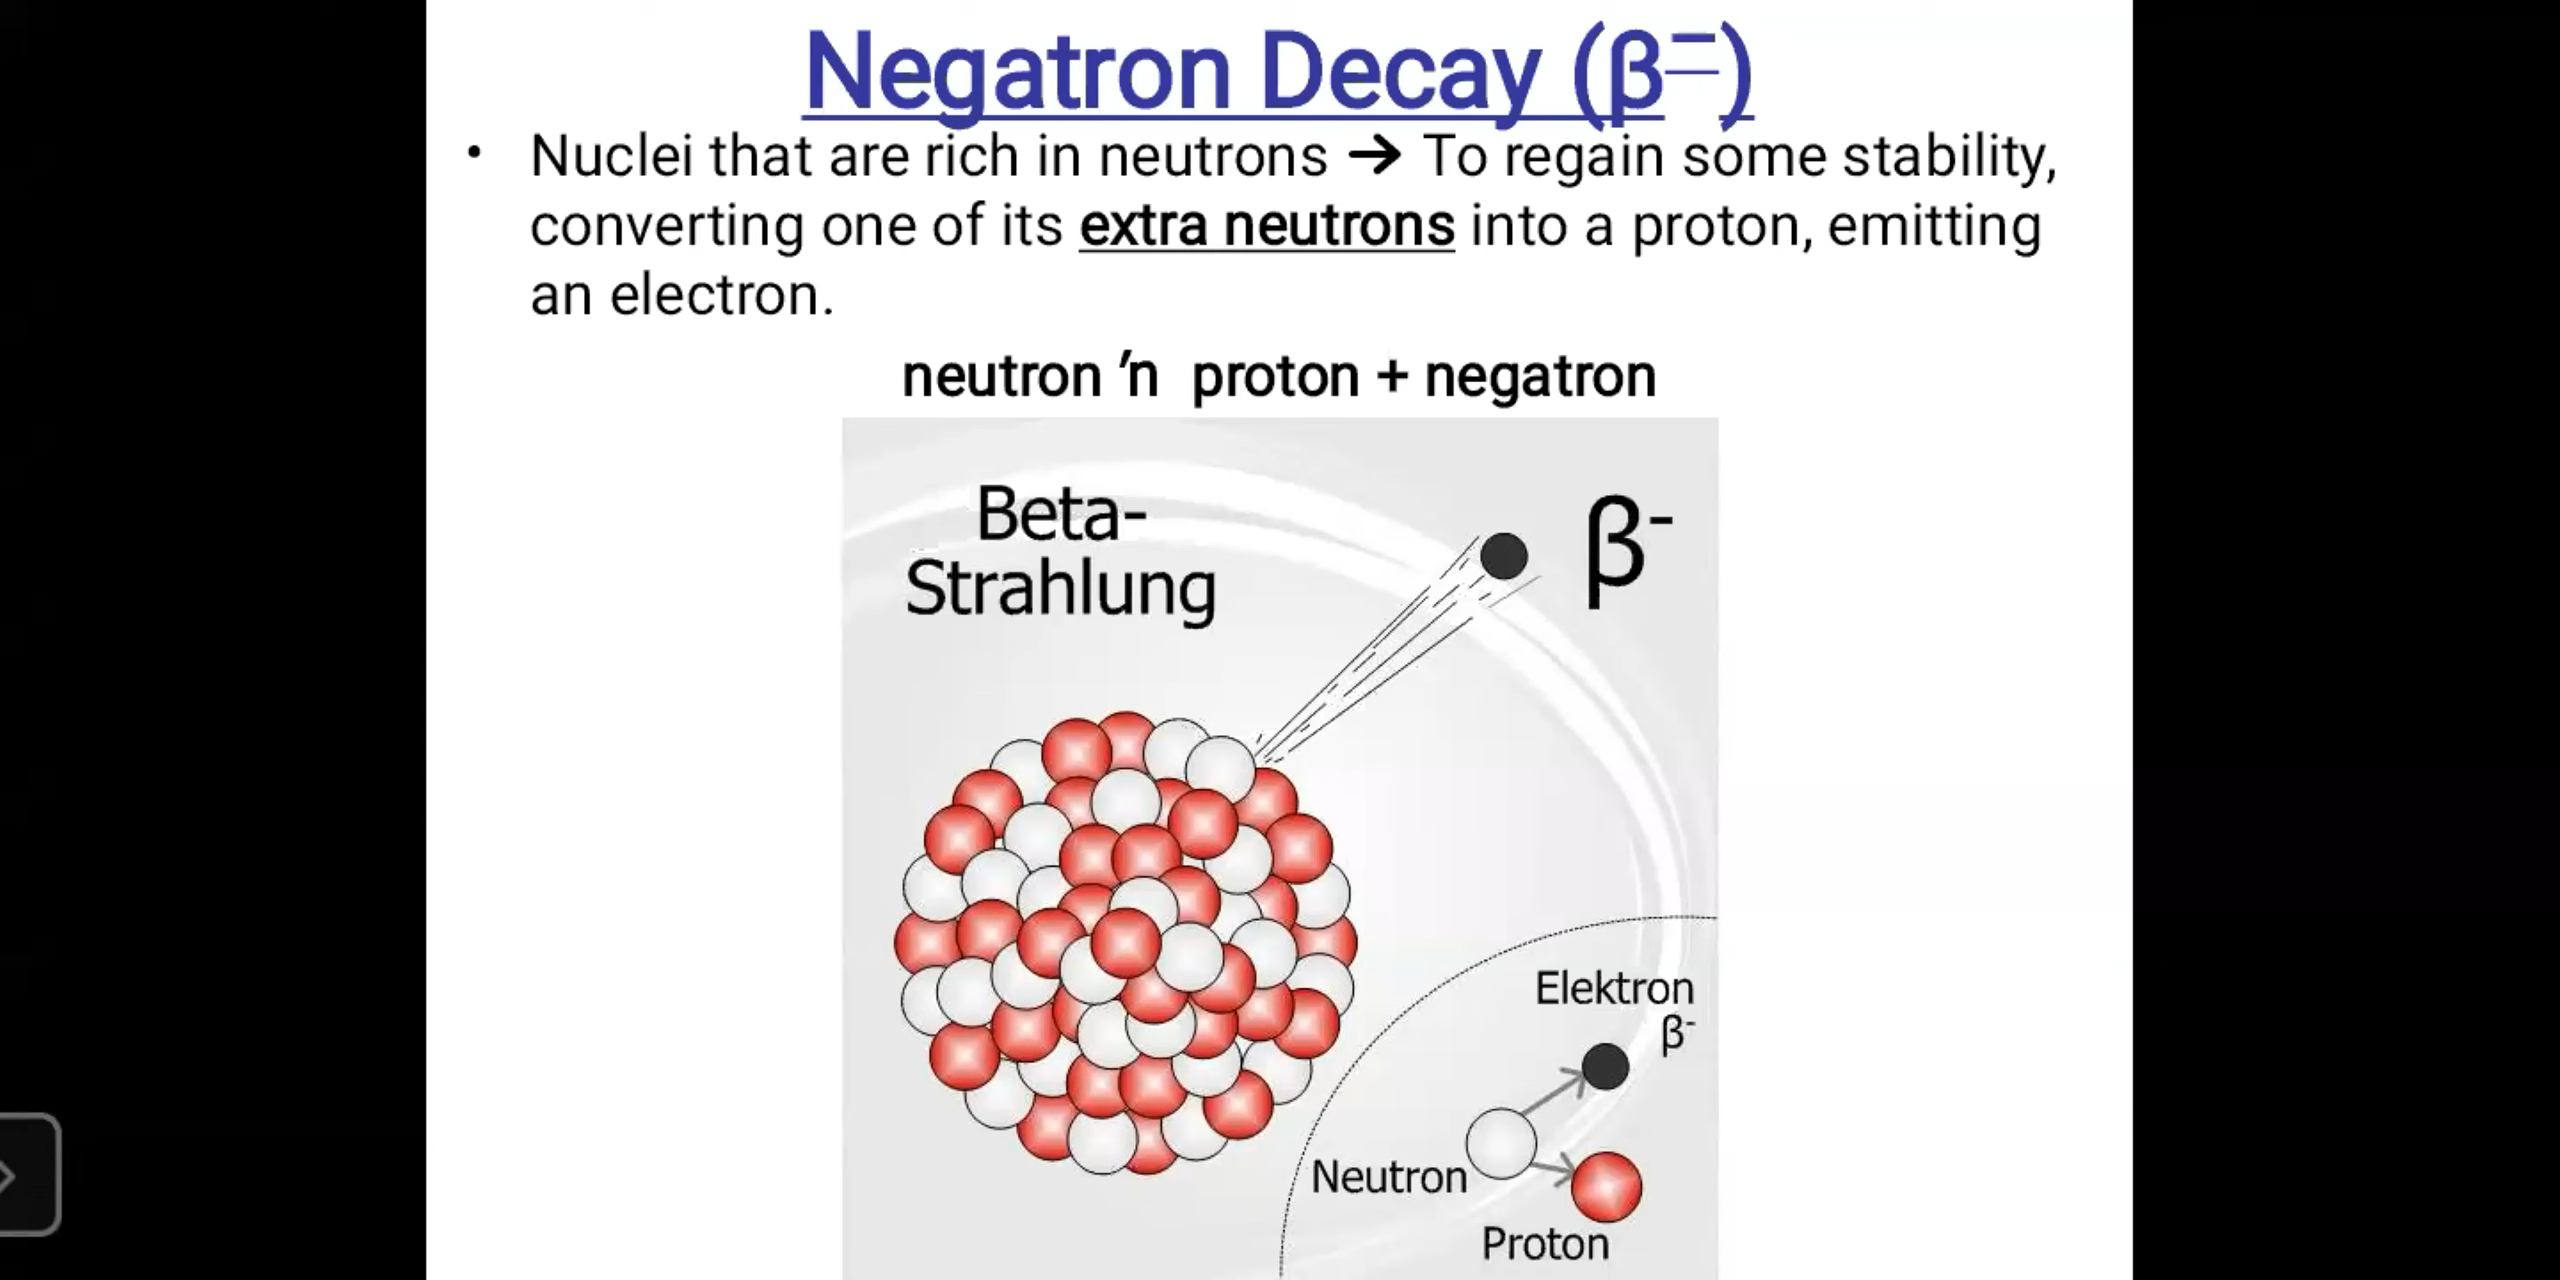 Negatron Decay (β⁻)
• Nuclei that are rich in neutrons → To regain some stability,
converting one of its extra neutrons into a proton, emitting
an electron.
neutron ŉ proton + negatron
Beta-
Strahlung
β-
Elektron
β-
Neutron
Proton